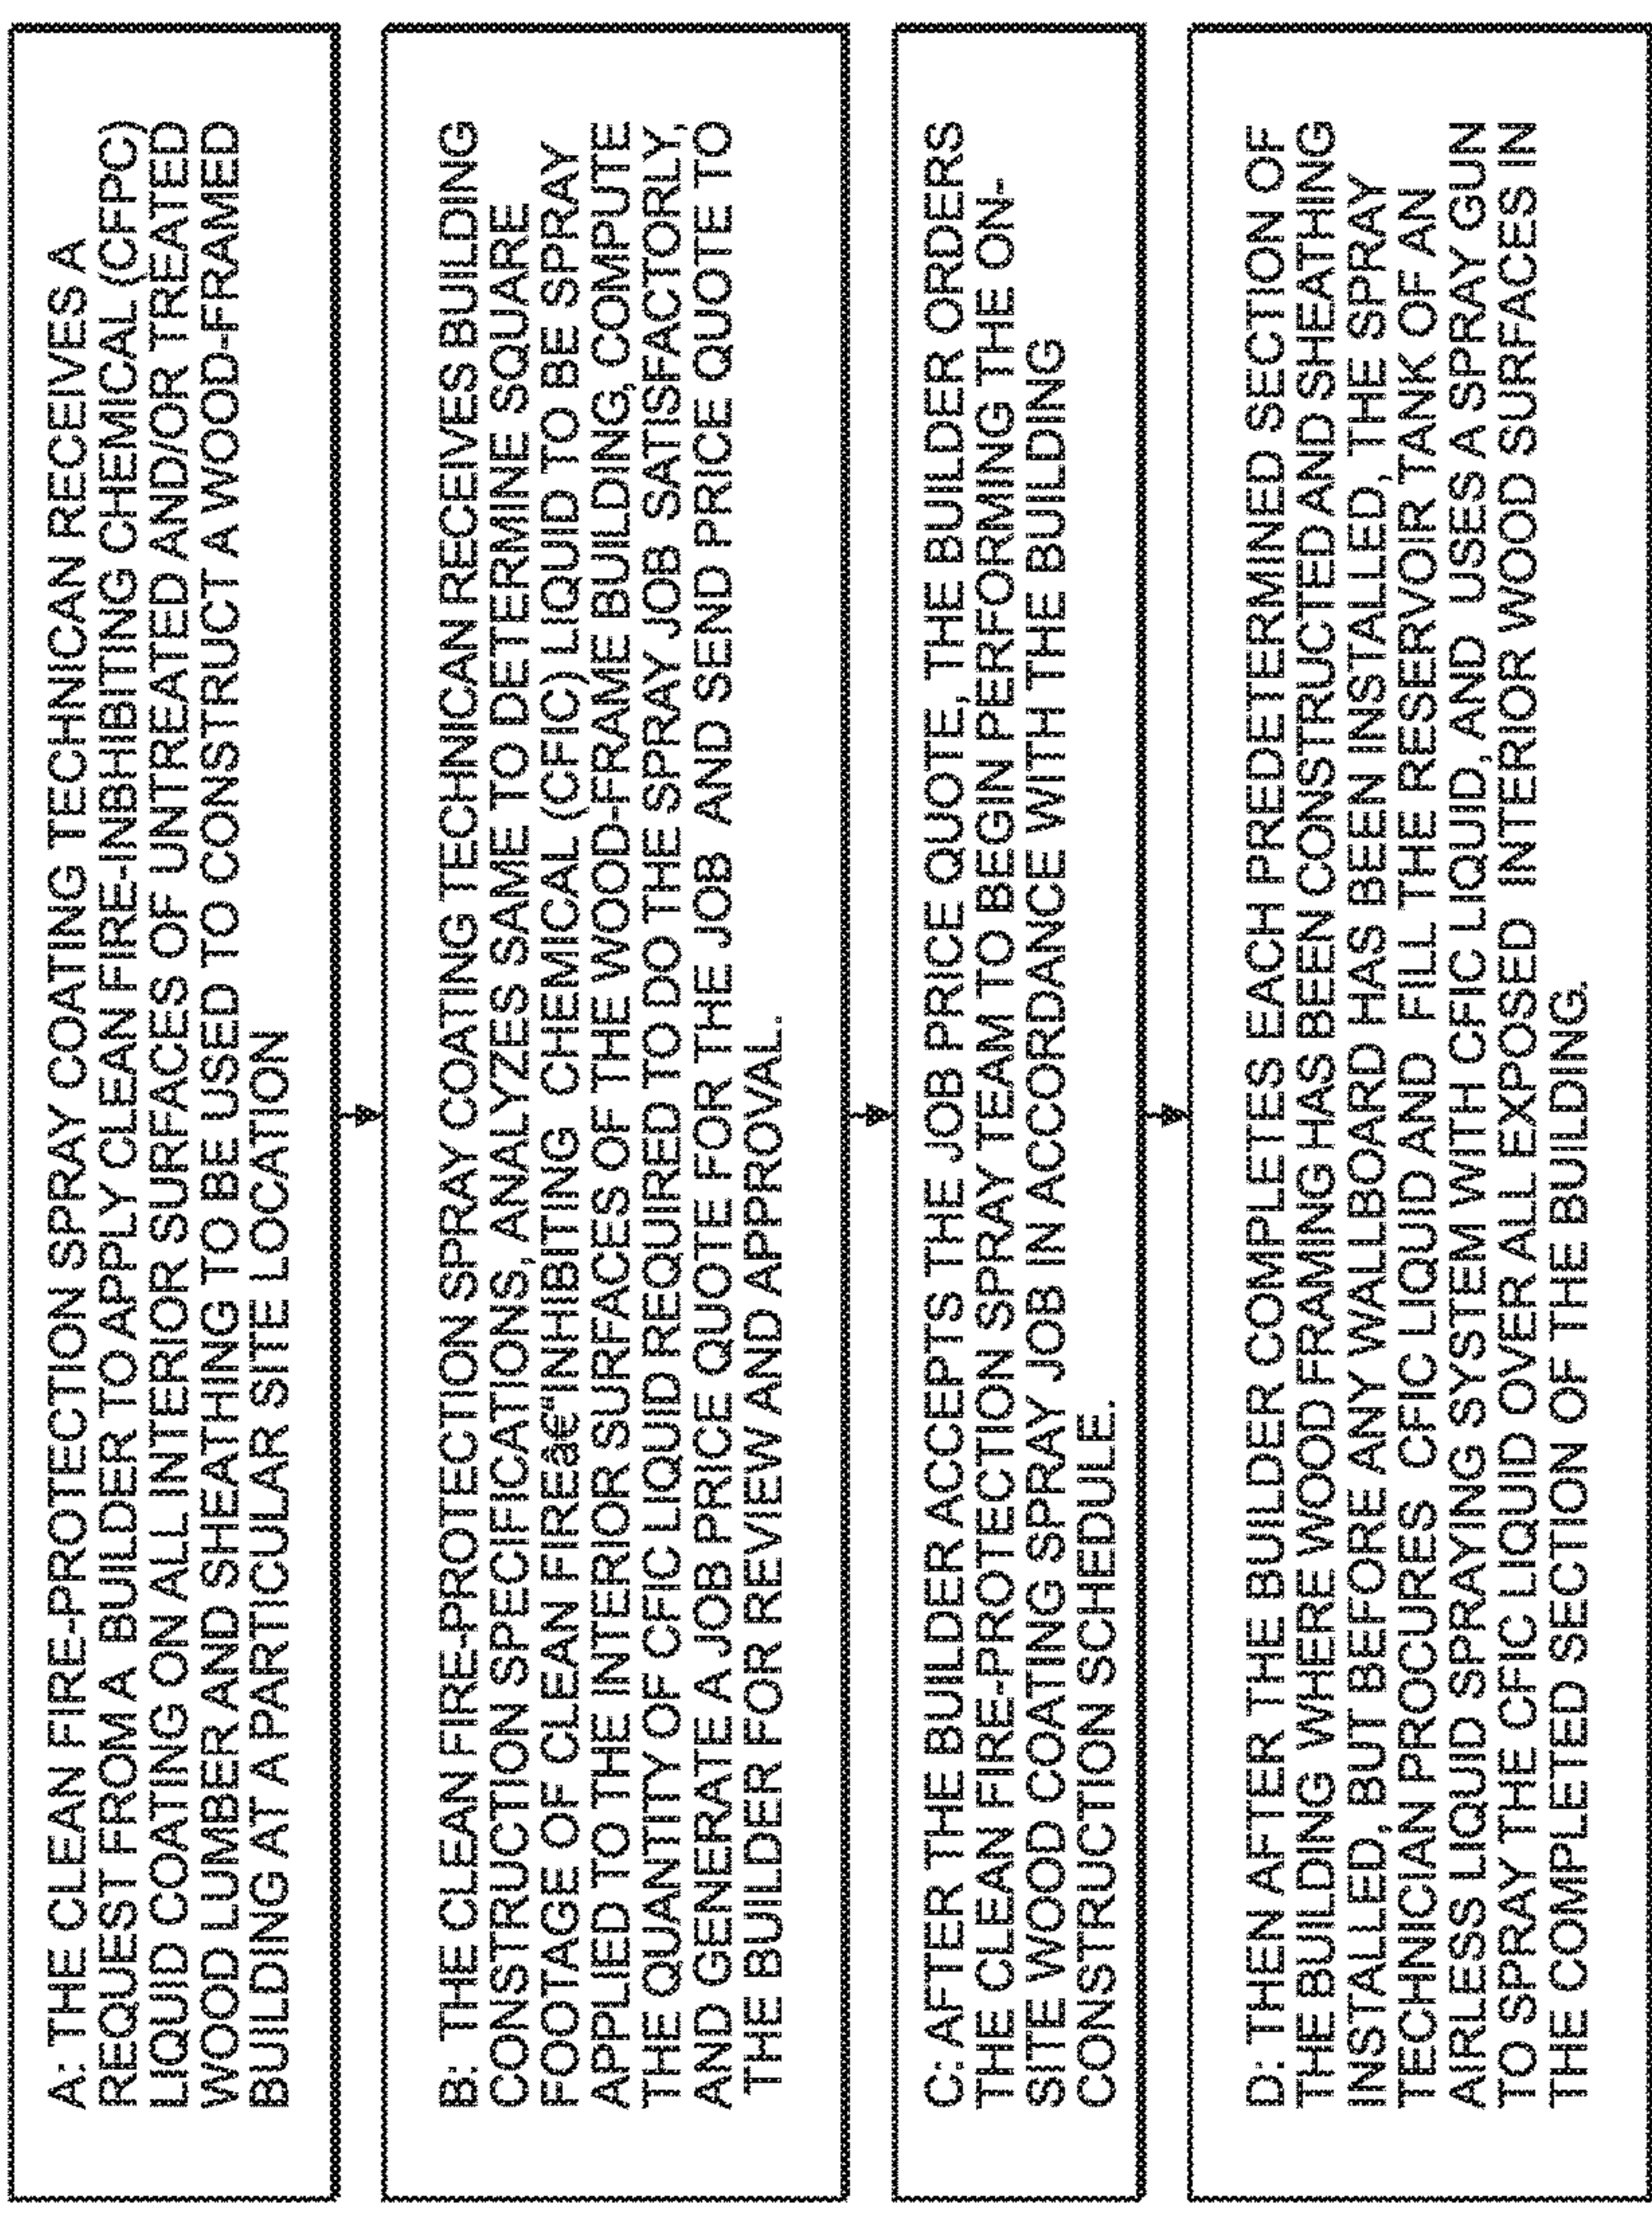 A: THE CLEAN FIRE-PROTECTION SPRAY COATING TECHNICAN RECEIVES A
REQUEST FROM A BUILDER TO APPLY CLEAN FIRE-INBHIBITING CHEMICAL (CFPC)
LIQUID COATING ON ALL INTERIOR SURFACES OF UNTREATED AND/OR TREATED
WOOD LUMBER AND SHEATHING TO BE USED TO CONSTRUCT A WOOD-FRAMED
BUILDING AT A PARTICULAR SITE LOCATION
B: THE CLEAN FIRE-PROTECTION SPRAY COATING TECHNICAN RECEIVES BUILDING
CONSTRUCTION SPECIFICATIONS, ANALYZES SAME TO DETERMINE SQUARE
FOOTAGE OF CLEAN FIREâ€“INHIBITING CHEMICAL (CFIC) LIQUID TO BE SPRAY
APPLIED TO THE INTERIOR SURFACES OF THE WOOD-FRAME BUILDING, COMPUTE
THE QUANTITY OF CFIC LIQUID REQUIRED TO DO THE SPRAY JOB SATISFACTORLY,
AND GENERATE A JOB PRICE QUOTE FOR THE JOB AND SEND PRICE QUOTE TO
THE BUILDER FOR REVIEW AND APPROVAL.
C: AFTER THE BUILDER ACCEPTS THE JOB PRICE QUOTE, THE BUILDER ORDERS
THE CLEAN FIRE-PROTECTION SPRAY TEAM TO BEGIN PERFORMING THE ON-
SITE WOOD COATING SPRAY JOB IN ACCORDANCE WITH THE BUILDING
CONSTRUCTION SCHEDULE.
D: THEN AFTER THE BUILDER COMPLETES EACH PREDETERMINED SECTION OF
THE BUILDING WHERE WOOD FRAMING HAS BEEN CONSTRUCTED AND SHEATHING
INSTALLED, BUT BEFORE ANY WALLBOARD HAS BEEN INSTALLED, THE SPRAY
TECHNICIAN PROCURES CFIC LIQUID AND FILL THE RESERVOIR TANK OF AN
AIRLESS LIQUID SPRAYING SYSTEM WITH CFIC LIQUID, AND USES A SPRAY GUN
TO SPRAY THE CFIC LIQUID OVER ALL EXPOSED INTERIOR WOOD SURFACES IN
THE COMPLETED SECTION OF THE BUILDING.